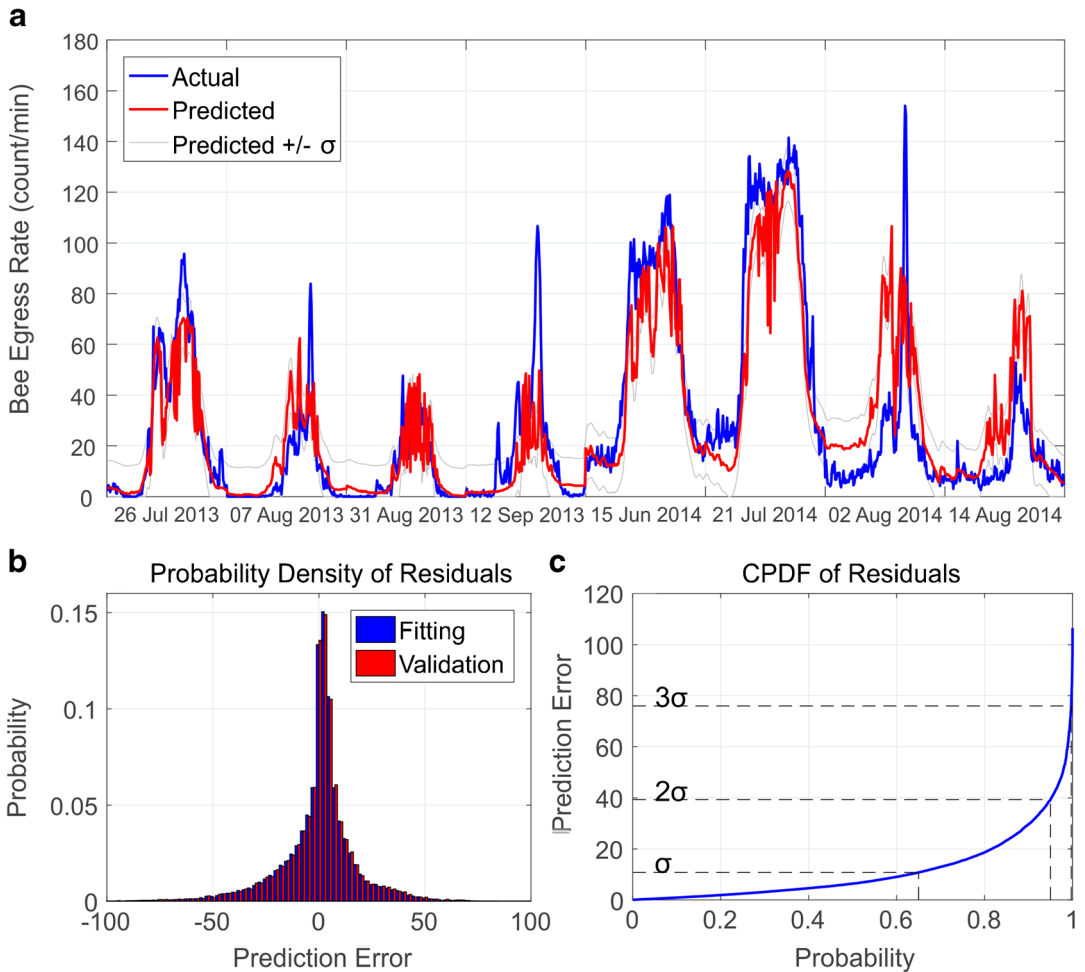 a
Bee Egress Rate (count/min)
180
160
140
120
100
80
60
40
20
0
Actual
Predicted
Predicted +/- σ
26 Jul 2013 07 Aug 2013 31 Aug 2013 12 Sep 2013 15 Jun 2014 21 Jul 2014 02 Aug 2014 14 Aug 2014
b
Probability Density of Residuals
Probability
0.15
0.1
0.05
0
Fitting
Validation
-100 -50 0 50 100
Prediction Error
c
CPDF of Residuals
|Prediction Error
120
100
80
60
40
20
0
3σ
2σ
σ
0 0.2 0.4 0.6 0.8 1
Probability